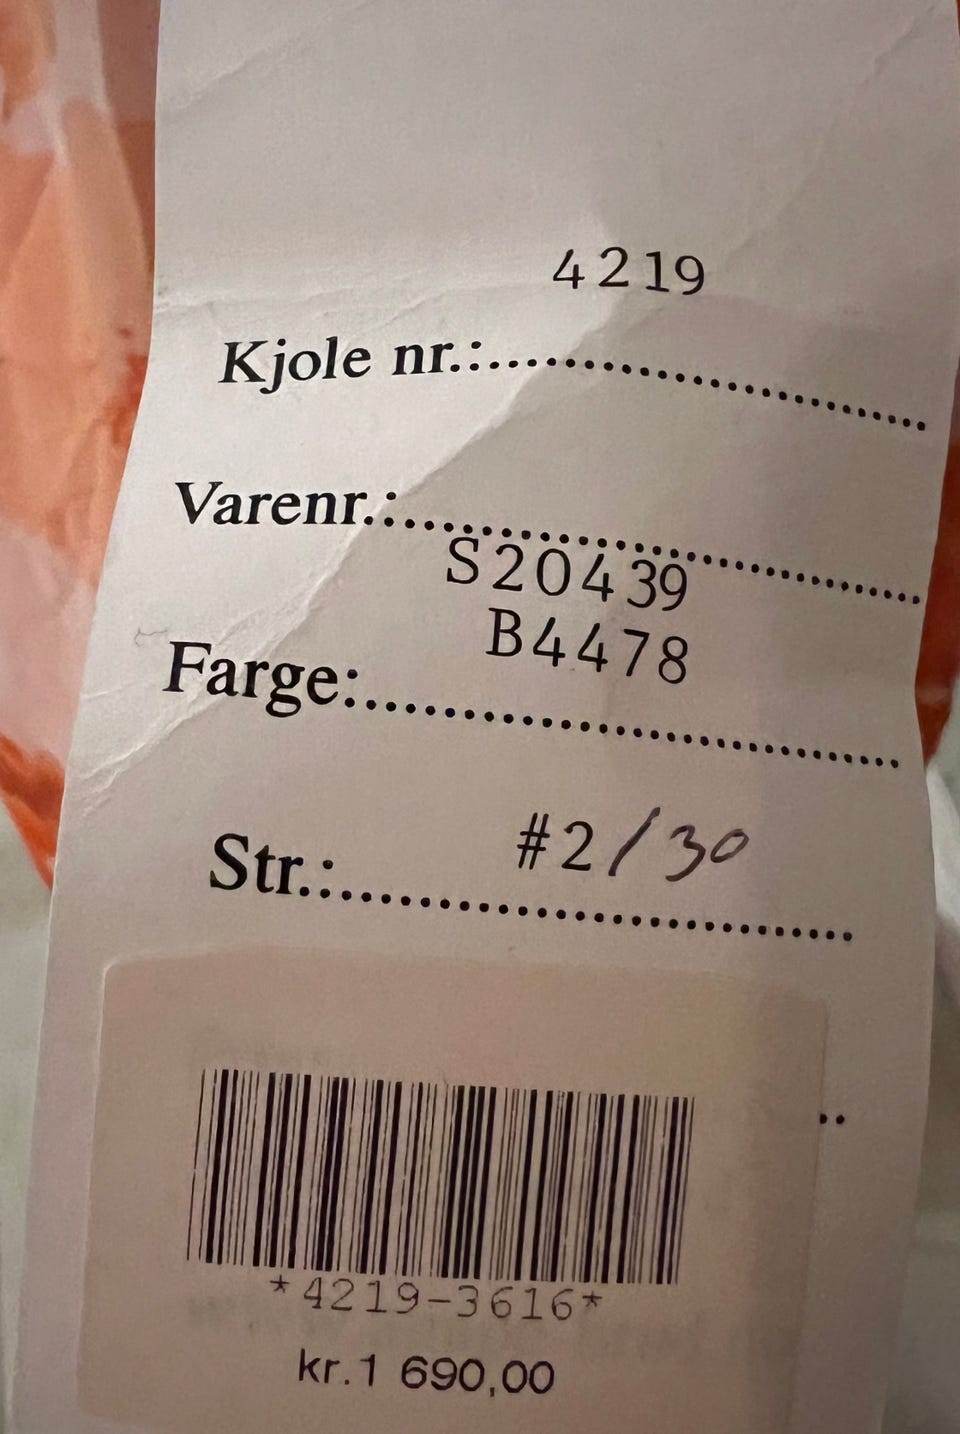 4219
Kjole nr.:........................
Varenr.:..............................
S20439
B4478
Farge:..............................
#2/30
Str.:..............................
..
*4219-3616*
kr.1 690,00